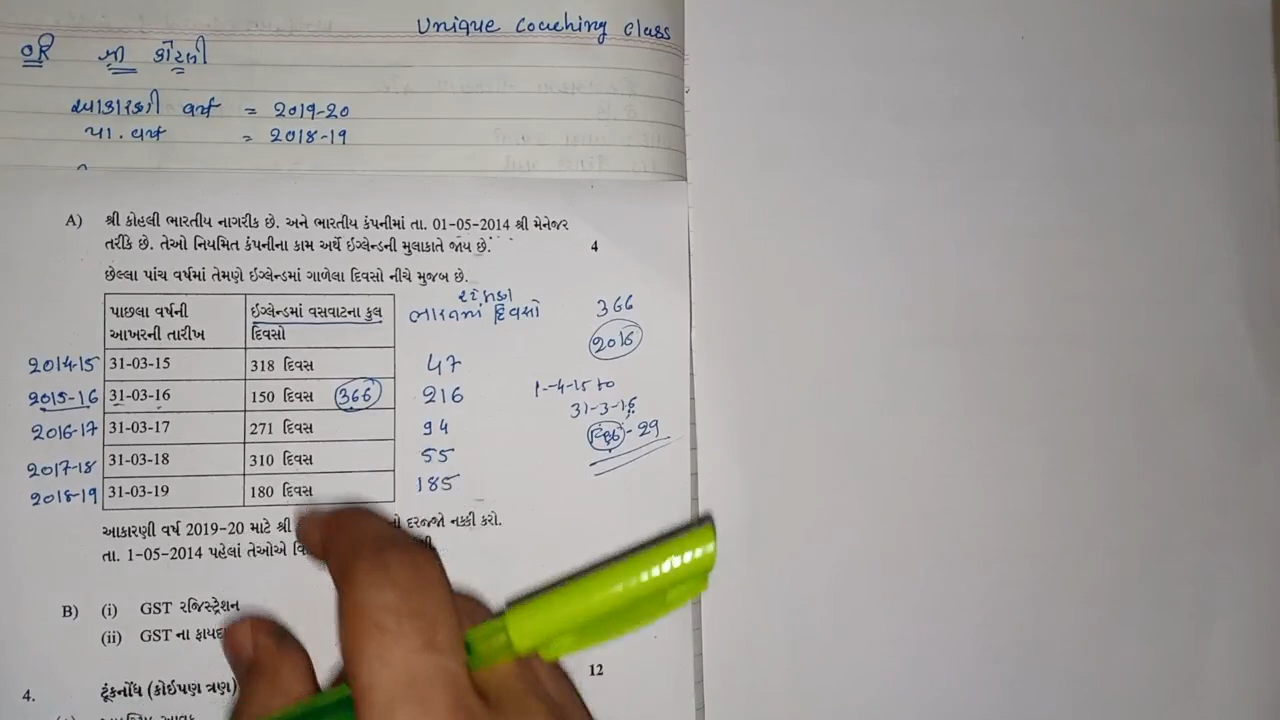 Unique Coaching Class
શ્રી કોહલી
આકારણી વર્ષ = 2019-20
પા. વર્ષ = 2018-19
A) શ્રી કોહલી ભારતીય નાગરીક છે. અને ભારતીય કંપનીમાં તા. 01-05-2014 શ્રી મેનેજર
તરીકે છે. તેઓ નિયમિત કંપનીના કામ અર્થે ઇંગ્લેન્ડની મુલાકાતે જાય છે. 4
છેલ્લા પાંચ વર્ષમાં તેમણે ઇંગ્લેન્ડમાં ગાળેલા દિવસો નીચે મુજબ છે.
પાછલા વર્ષની ઇંગ્લેન્ડમાં વસવાટના કુલ ભારતમાં દિવસો 366
આખરની તારીખ દિવસો 2016
2014-15 31-03-15 318 દિવસ 47
2015-16 31-03-16 150 દિવસ 366 216 1-4-15 to
31-3-16
2016-17 31-03-17 271 દિવસ 94 29
2017-18 31-03-18 310 દિવસ 55
2018-19 31-03-19 180 દિવસ 185
આકારણી વર્ષ 2019-20 માટે શ્રી દરજ્જો નક્કી કરો.
તા. 1-05-2014 પહેલાં તેઓએ
B) (i) GST રજિસ્ટ્રેશન
(ii) GST ના
12
4. ટૂંકનોંધ (કોઇપણ ત્રણ)